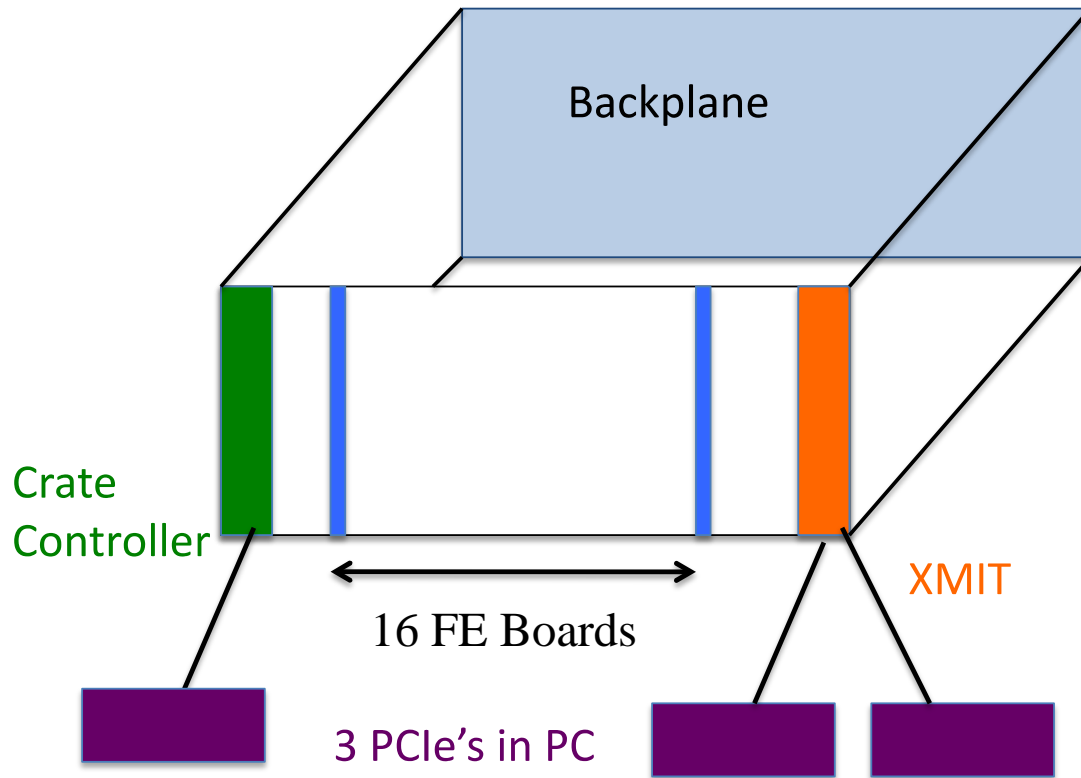 Backplane
Crate
Controller
XMIT
16 FE Boards
3 PCIe’s in PC